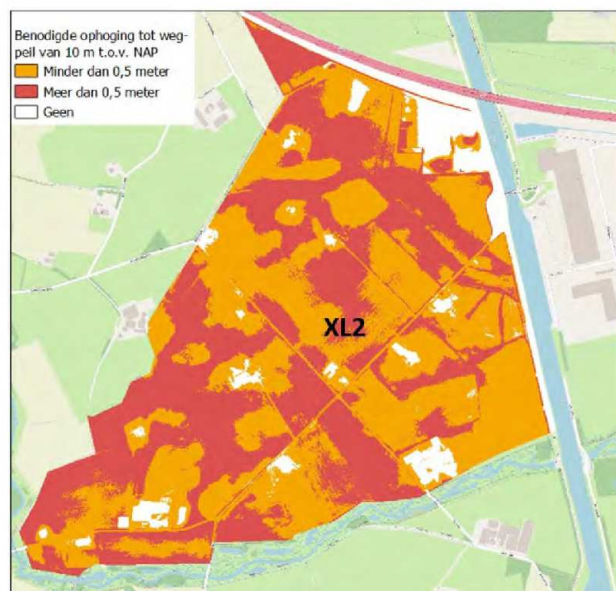 Benodigde ophoging tot weg-
peil van 10 m t.o.v. NAP
Minder dan 0,5 meter
Meer dan 0,5 meter
Geen
XL2